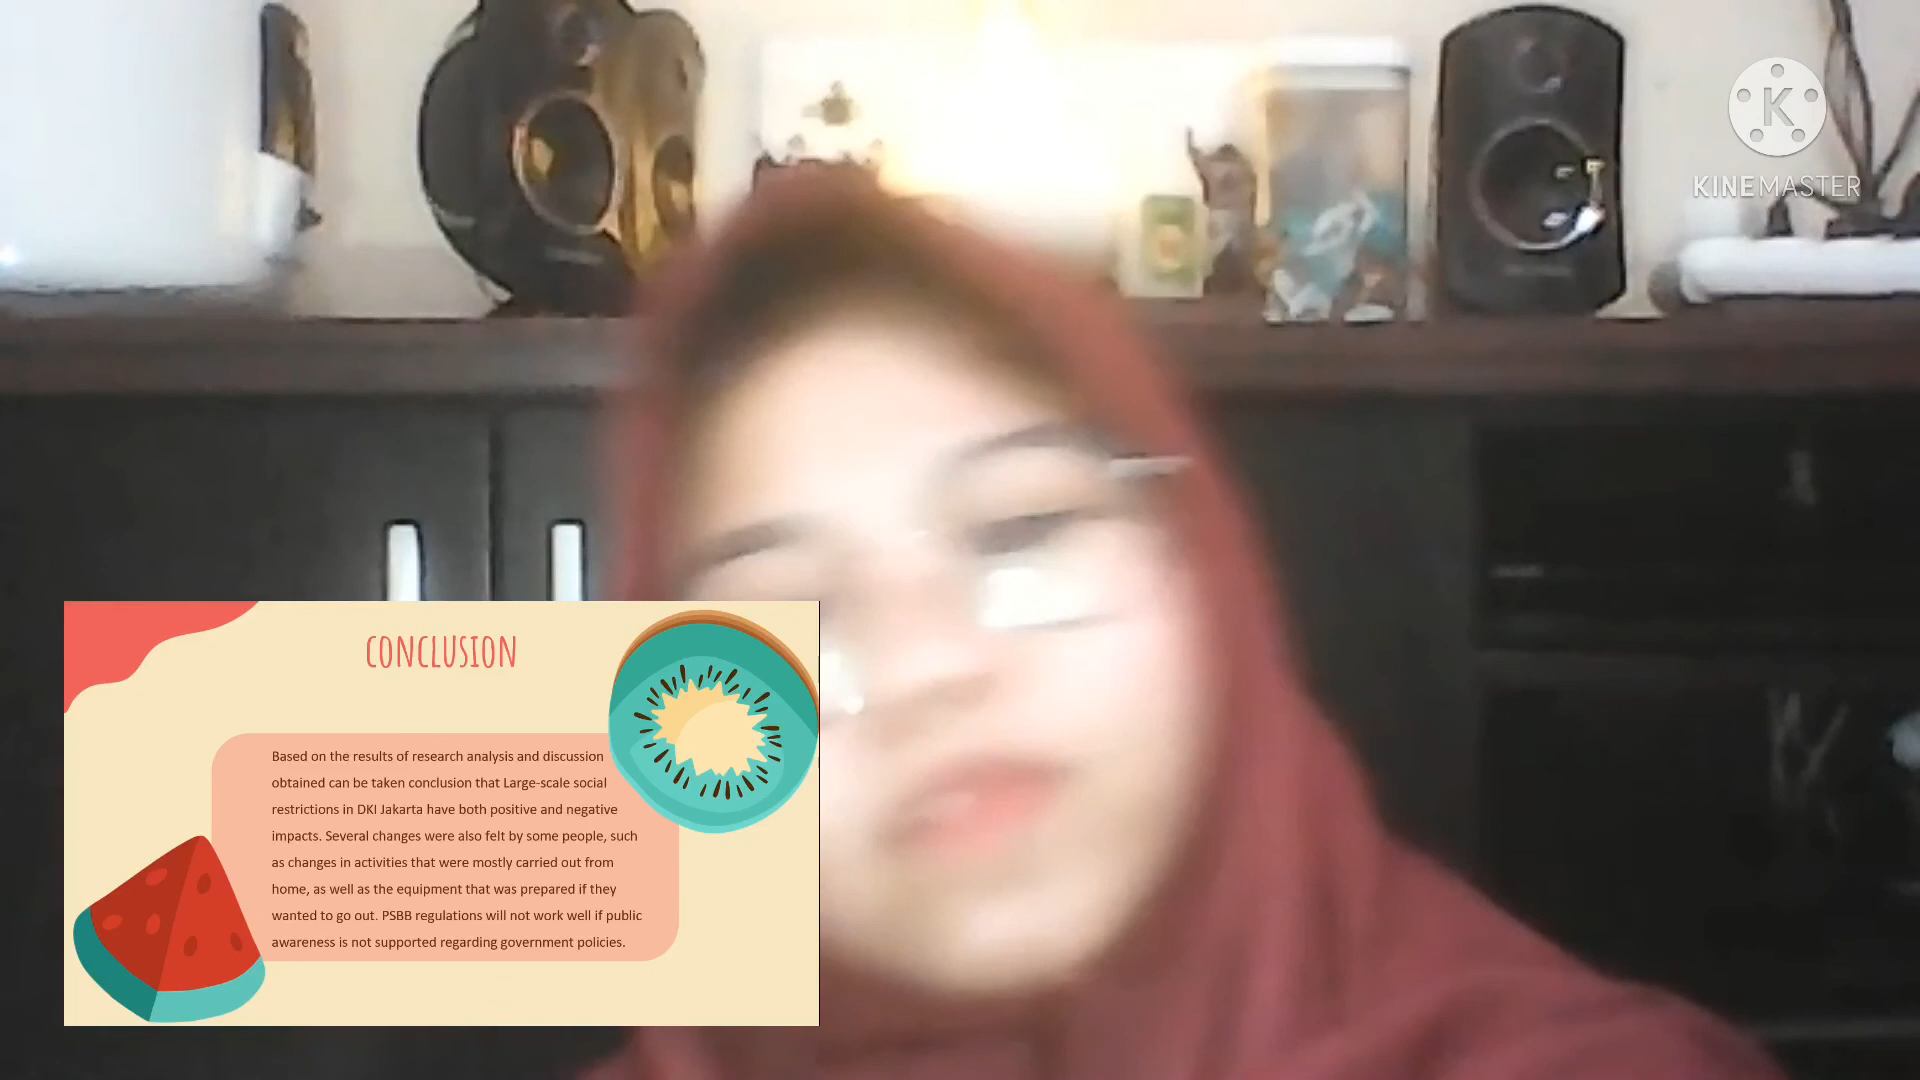 KINEMASTER
CONCLUSION
Based on the results of research analysis and discussion
obtained can be taken conclusion that Large-scale social
restrictions in DKI Jakarta have both positive and negative
impacts. Several changes were also felt by some people, such
as changes in activities that were mostly carried out from
home, as well as the equipment that was prepared if they
wanted to go out. PSBB regulations will not work well if public
awareness is not supported regarding government policies.